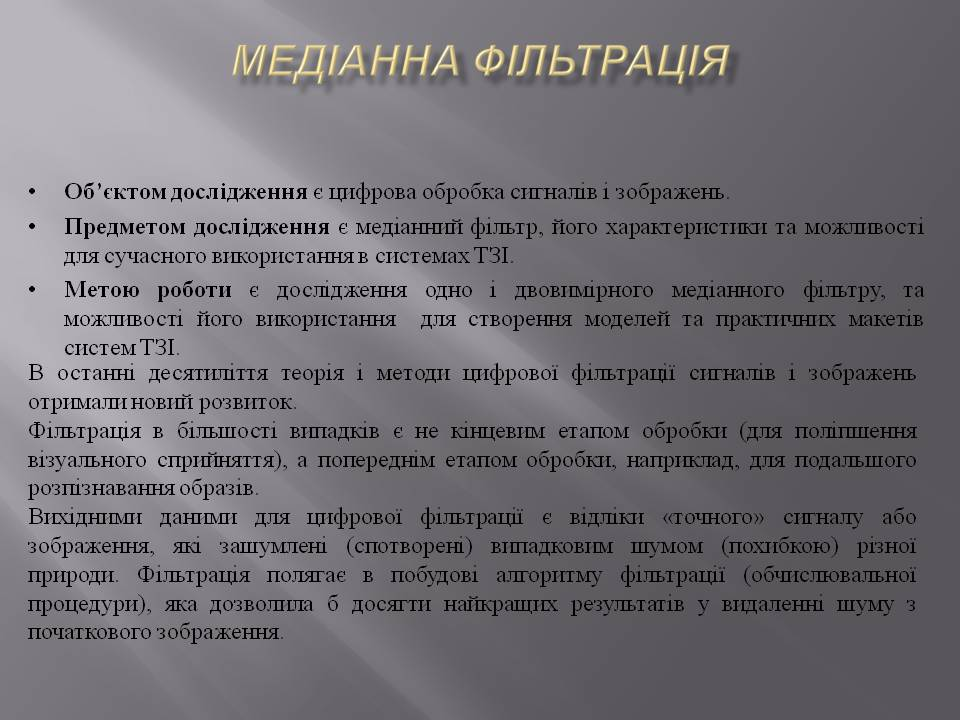 МЕДІАННА ФІЛЬТРАЦІЯ
• Об’єктом дослідження є цифрова обробка сигналів і зображень.
• Предметом дослідження є медіанний фільтр, його характеристики та можливості
для сучасного використання в системах ТЗІ.
• Метою роботи є дослідження одно і двовимірного медіанного фільтру, та
можливості його використання для створення моделей та практичних макетів
систем ТЗІ.
В останні десятиліття теорія і методи цифрової фільтрації сигналів і зображень
отримали новий розвиток.
Фільтрація в більшості випадків є не кінцевим етапом обробки (для поліпшення
візуального сприйняття), а попереднім етапом обробки, наприклад, для подальшого
розпізнавання образів.
Вихідними даними для цифрової фільтрації є відліки «точного» сигналу або
зображення, які зашумлені (спотворені) випадковим шумом (похибкою) різної
природи. Фільтрація полягає в побудові алгоритму фільтрації (обчислювальної
процедури), яка дозволила б досягти найкращих результатів у видаленні шуму з
початкового зображення.